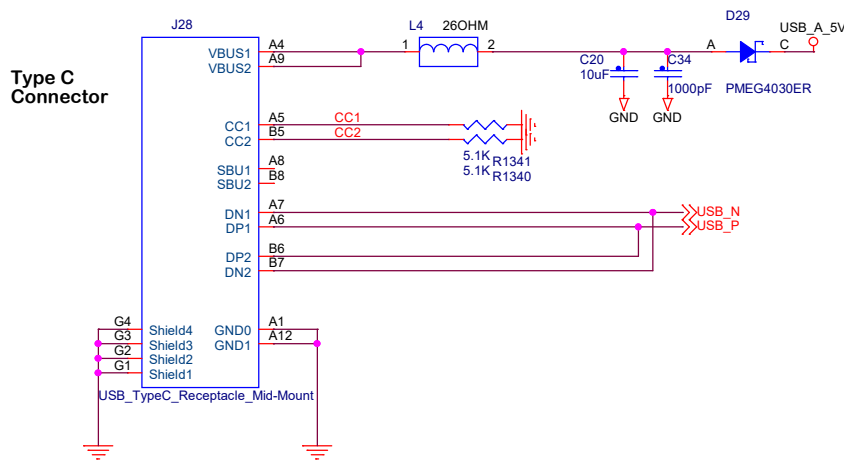 J28
L4
26OHM
D29
USB_A_5V
Type C
Connector
VBUS1
A4
1
2
A
C
VBUS2
A9
C20
10uF
C34
1000pF
PMEG4030ER
GND
GND
CC1
A5
CC1
CC2
B5
CC2
5.1K
R1341
5.1K
R1340
SBU1
A8
SBU2
B8
DN1
A7
USB_N
DP1
A6
USB_P
DP2
B6
DN2
B7
G4
Shield4
GND0
A1
G3
Shield3
GND1
A12
G2
Shield2
G1
Shield1
USB_TypeC_Receptacle_Mid-Mount